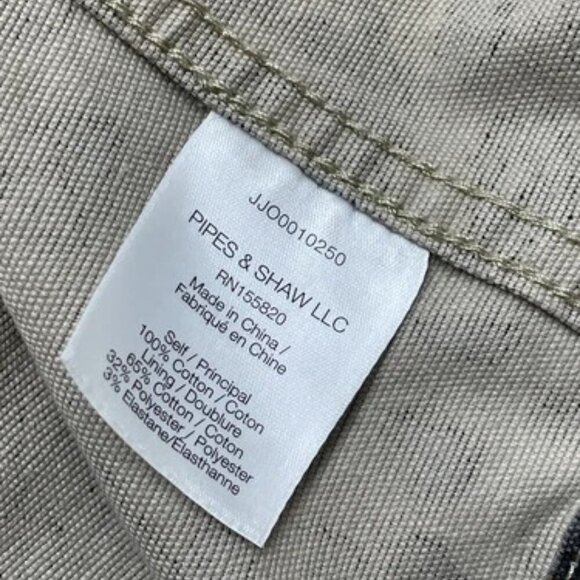 JJO0010250
PIPES & SHAW LLC
RN155820
Made in China /
Fabriqué en Chine
Self / Principal
100% Cotton / Coton
Lining / Doublure
65% Cotton / Coton
32% Polyester / Polyester
3% Elastane/Elasthanne